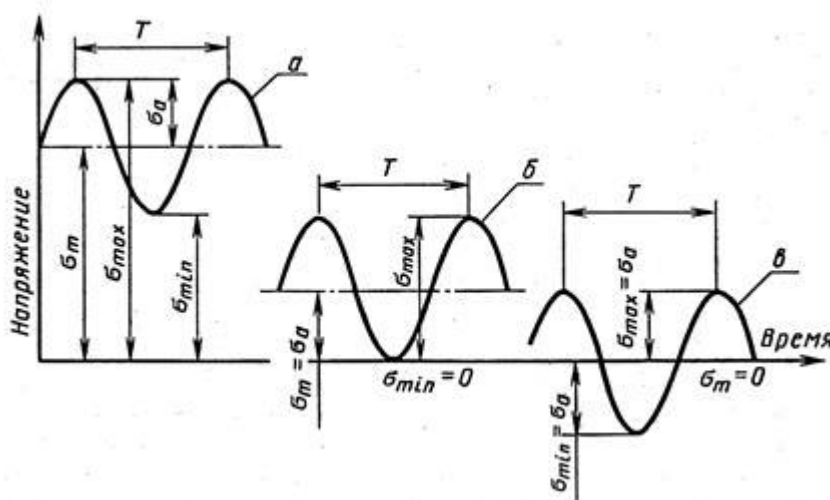 Напряжение
T
а
σa
σm
σmax
σmin
T
б
σmax
σm = σa
σmin = 0
T
в
σmax = σa
Время
σm = 0
σmin = σa